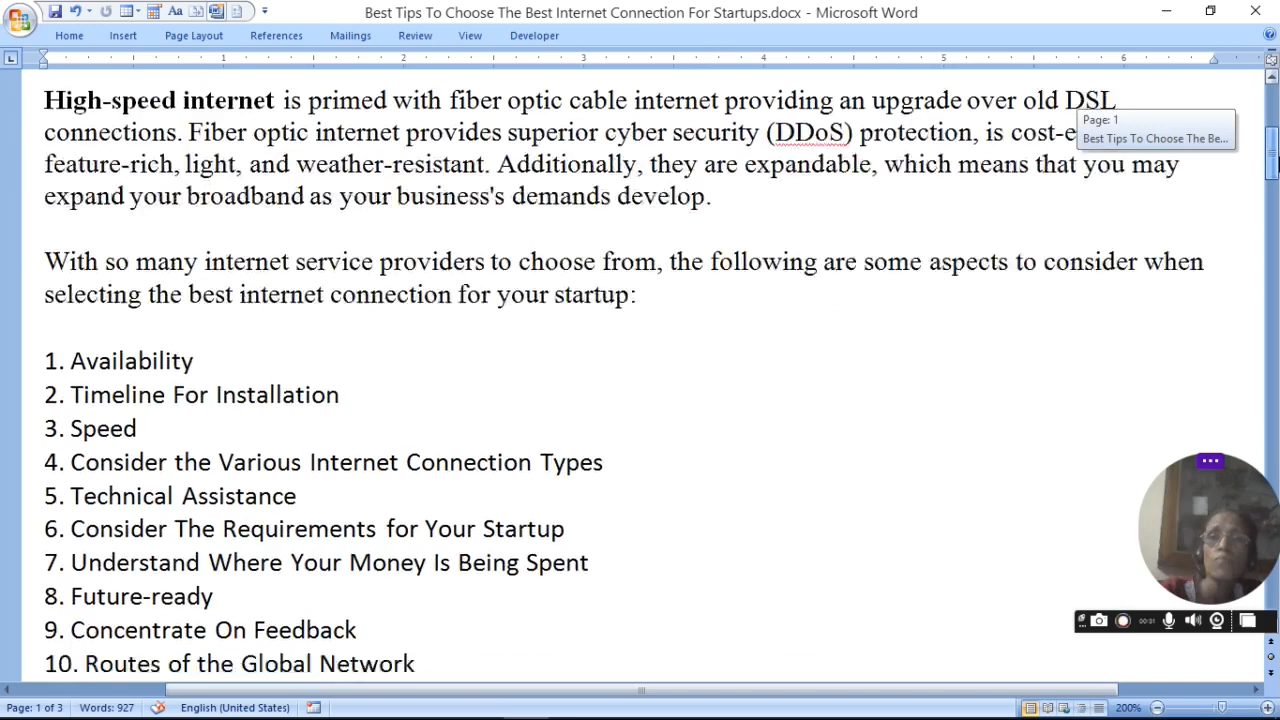 Best Tips To Choose The Best Internet Connection For Startups.docx - Microsoft Word
Home Insert Page Layout References Mailings Review View Developer
1 2 3 4 5 6
High-speed internet is primed with fiber optic cable internet providing an upgrade over old DSL
Page: 1
connections. Fiber optic internet provides superior cyber security (DDoS) protection, is cost-e
Best Tips To Choose The Be...
feature-rich, light, and weather-resistant. Additionally, they are expandable, which means that you may
expand your broadband as your business's demands develop.
With so many internet service providers to choose from, the following are some aspects to consider when
selecting the best internet connection for your startup:
1. Availability
2. Timeline For Installation
3. Speed
4. Consider the Various Internet Connection Types
5. Technical Assistance
6. Consider The Requirements for Your Startup
7. Understand Where Your Money Is Being Spent
8. Future-ready
9. Concentrate On Feedback
00:01
10. Routes of the Global Network
Page: 1 of 3 Words: 927 English (United States) 200%